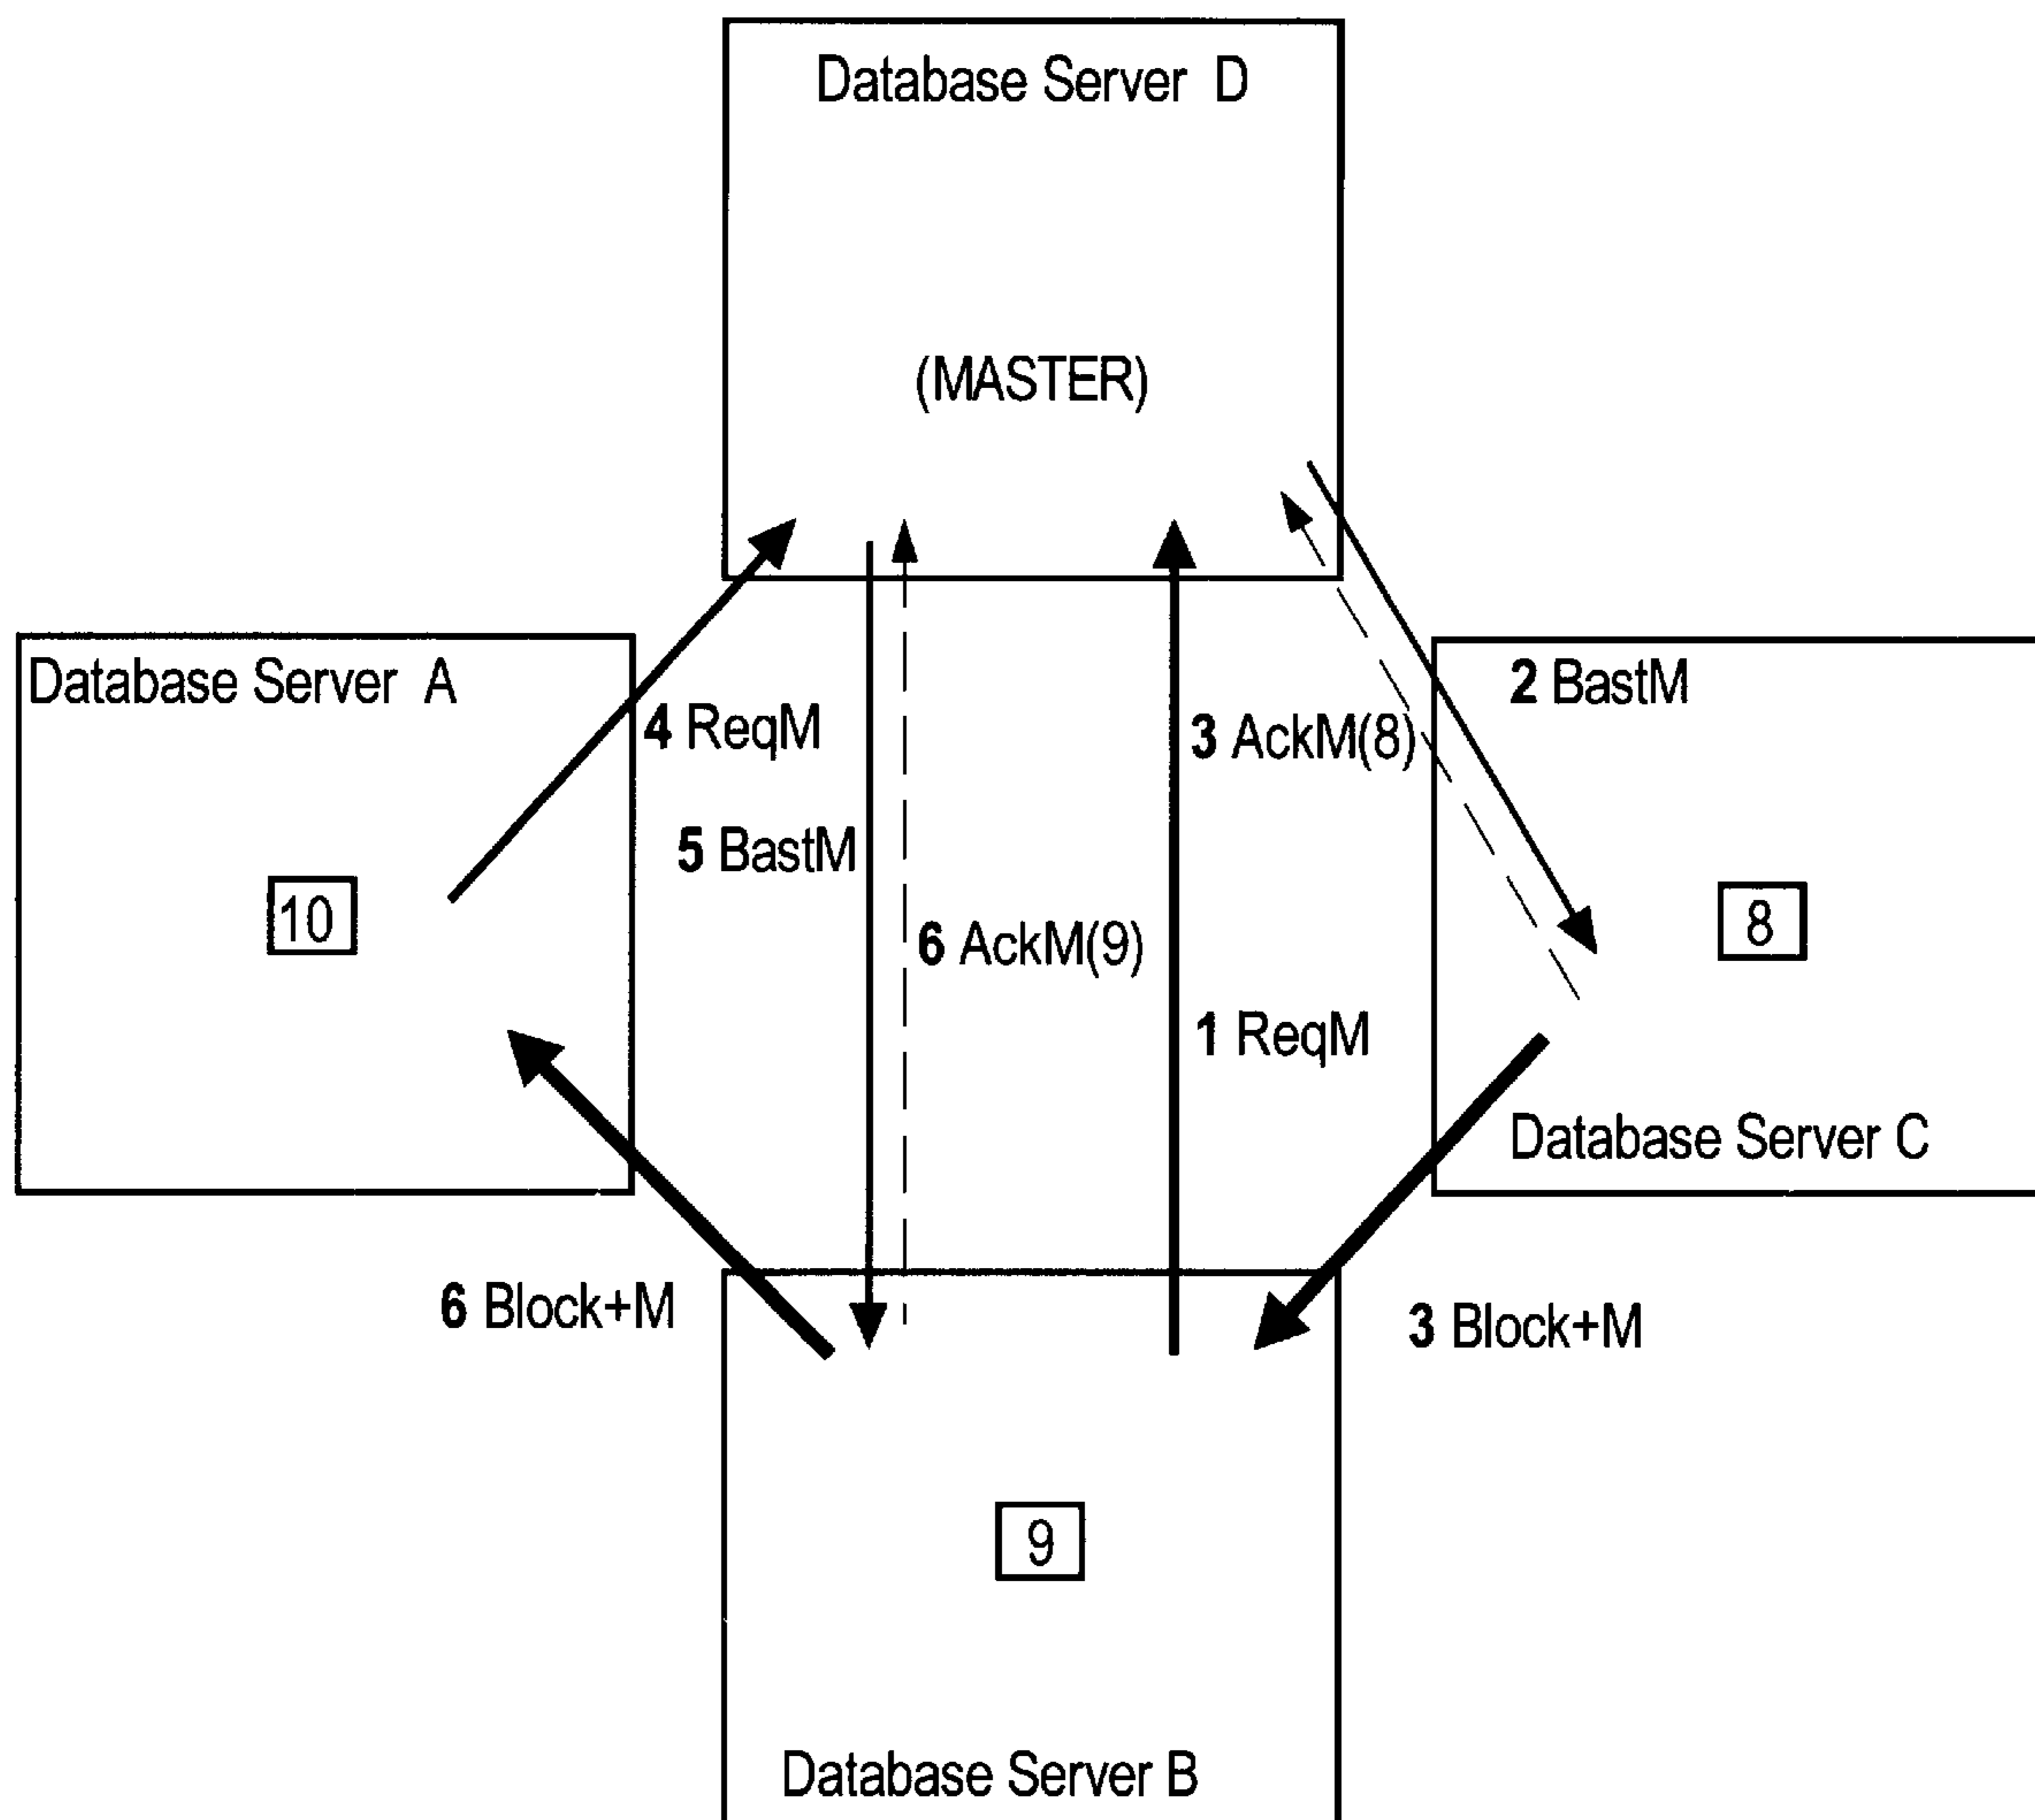 Database Server D
(MASTER)
Database Server A
2 BastM
4 ReqM
3 AckM(8)
5 BastM
10
8
6 AckM(9)
1 ReqM
Database Server C
6 Block+M
3 Block+M
9
Database Server B